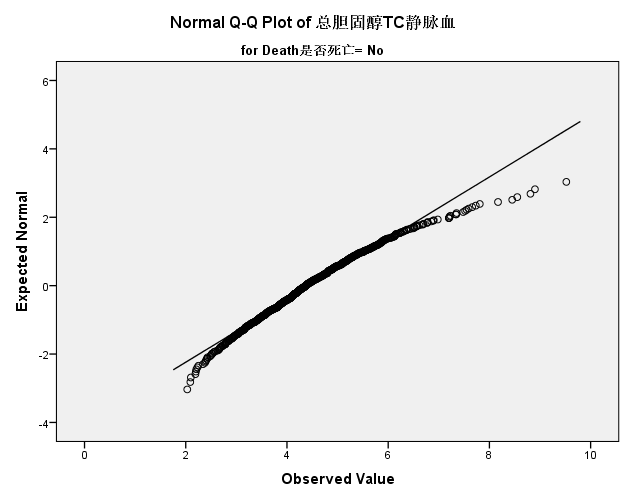 Normal Q-Q Plot of 总胆固醇TC静脉血
for Death是否死亡= No
Expected Normal
6
4
2
0
-2
-4
0 2 4 6 8 10
Observed Value